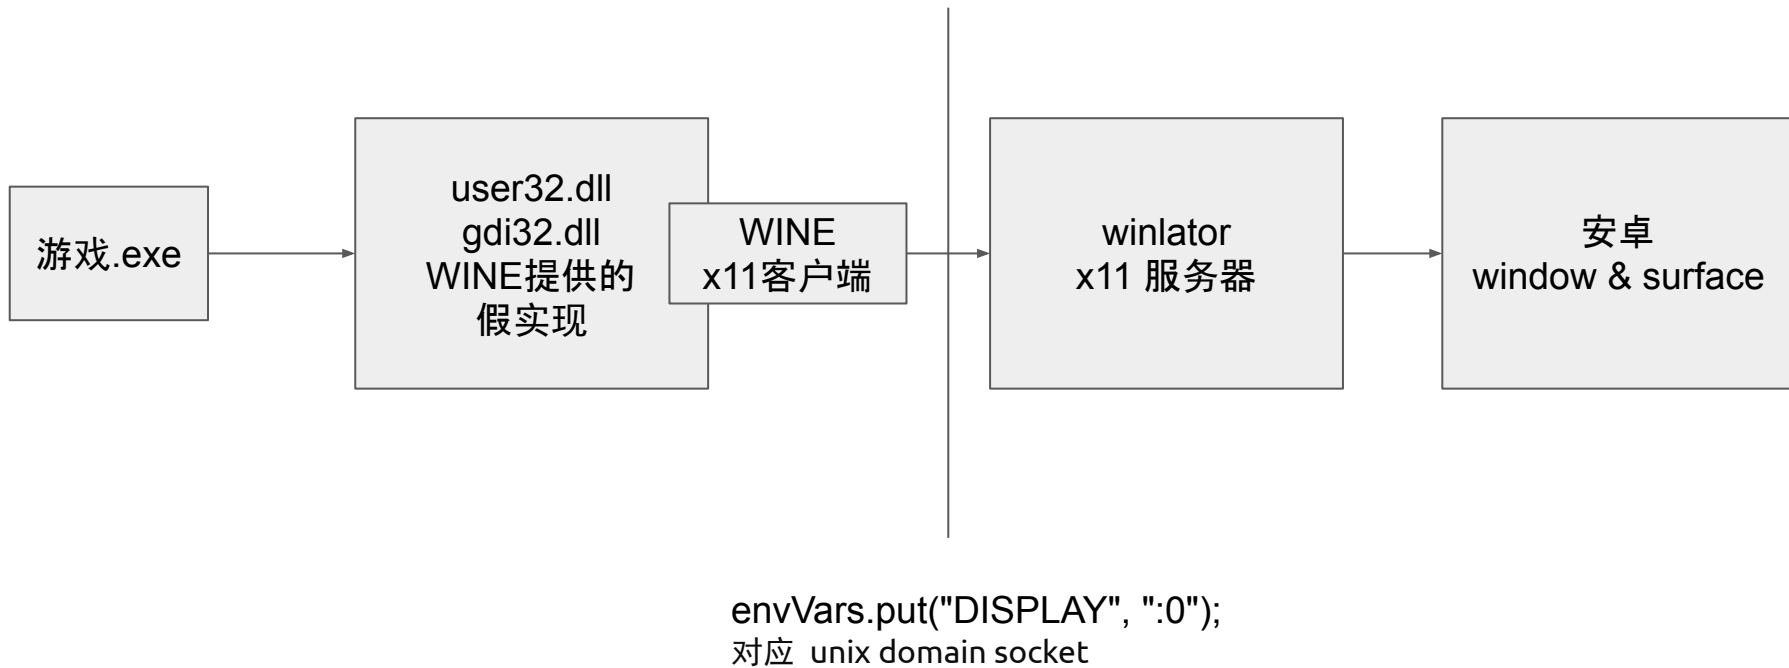 游戏.exe
user32.dll
gdi32.dll
WINE提供的
假实现
WINE
x11客户端
winlator
x11 服务器
安卓
window & surface
envVars.put("DISPLAY", ":0");
对应 unix domain socket